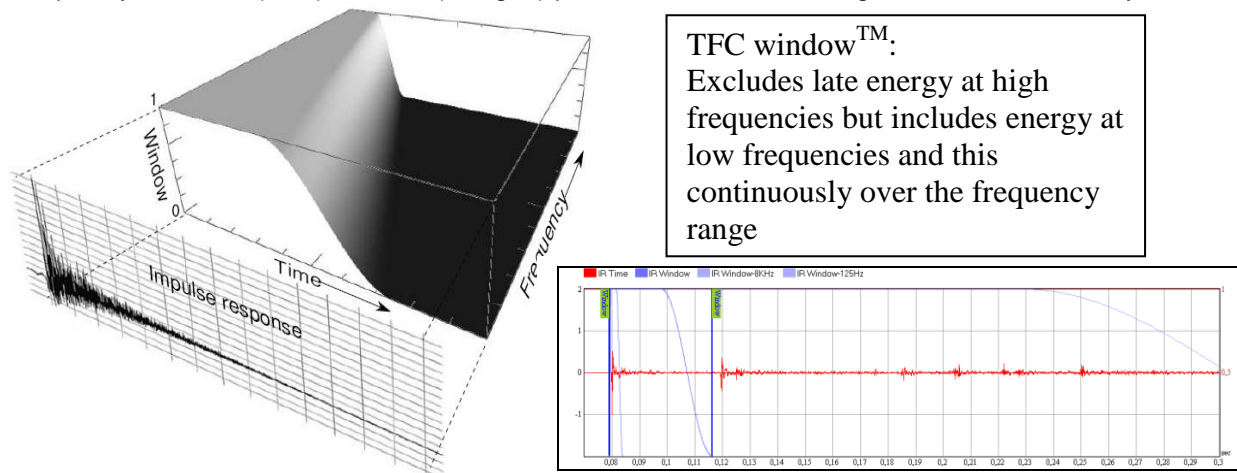 TFC window™:
Excludes late energy at high
frequencies but includes energy at
low frequencies and this
continuously over the frequency
range
1
Window
0
Time
Frequency
Impulse response
IR Time IR Window IR Window-8KHz IR Window-125Hz
Window
Window
2
1
0
-1
1
0,5
0,08 0,09 0,1 0,11 0,12 0,13 0,14 0,15 0,16 0,17 0,18 0,19 0,2 0,21 0,22 0,23 0,24 0,25 0,26 0,27 0,28 0,29 0,3
sec